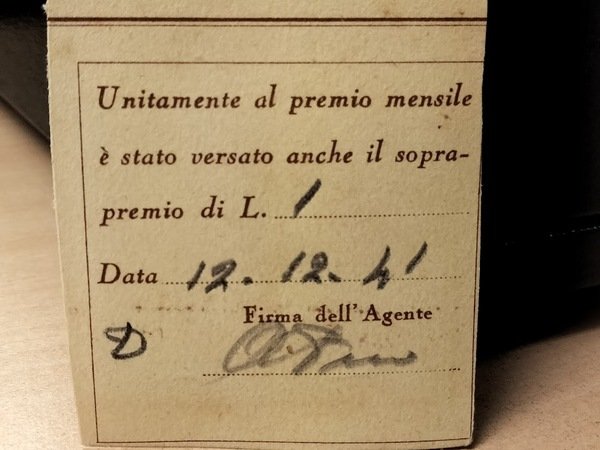 Unitamente al premio mensile
è stato versato anche il sopra-
premio di L. 1
Data 12.12.41
Firma dell'Agente
D